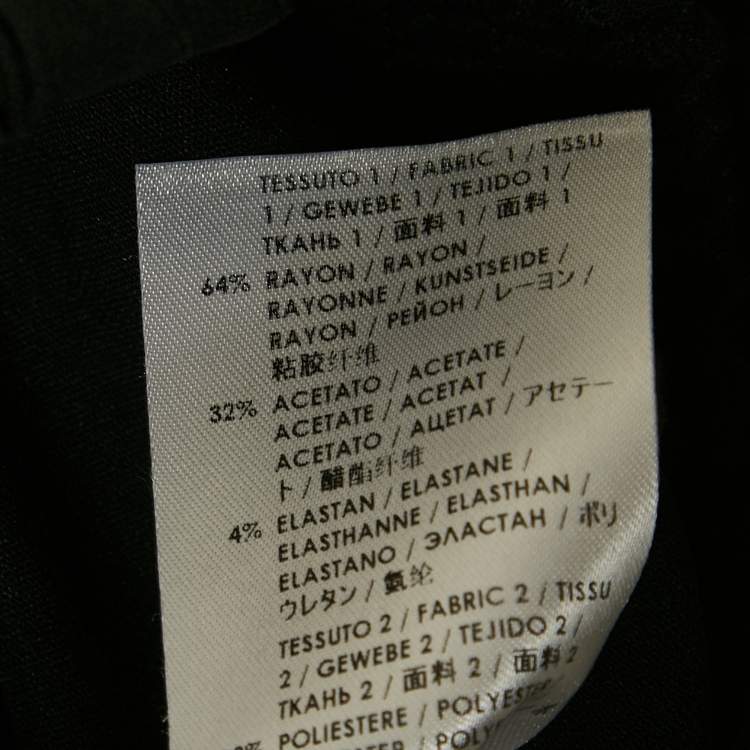 TESSUTO 1 / FABRIC 1 / TISSU
1 / GEWEBE 1 / TEJIDO 1 /
ТКАНЬ 1 / 面料 1 / 面料 1
64% RAYON / RAYON /
RAYONNE / KUNSTSEIDE /
RAYON / РЕЙОН / レーヨン /
粘胶纤维
32% ACETATO / ACETATE /
ACETATE / ACETAT /
ACETATO / АЦЕТАТ / アセテー
ト / 醋酯纤维
4% ELASTAN / ELASTANE /
ELASTHANNE / ELASTHAN /
ELASTANO / ЭЛАСТАН / ポリ
ウレタン / 氨纶
TESSUTO 2 / FABRIC 2 / TISSU
2 / GEWEBE 2 / TEJIDO 2 /
ТКАНЬ 2 / 面料 2 / 面料 2
POLIESTERE / POLYESTER